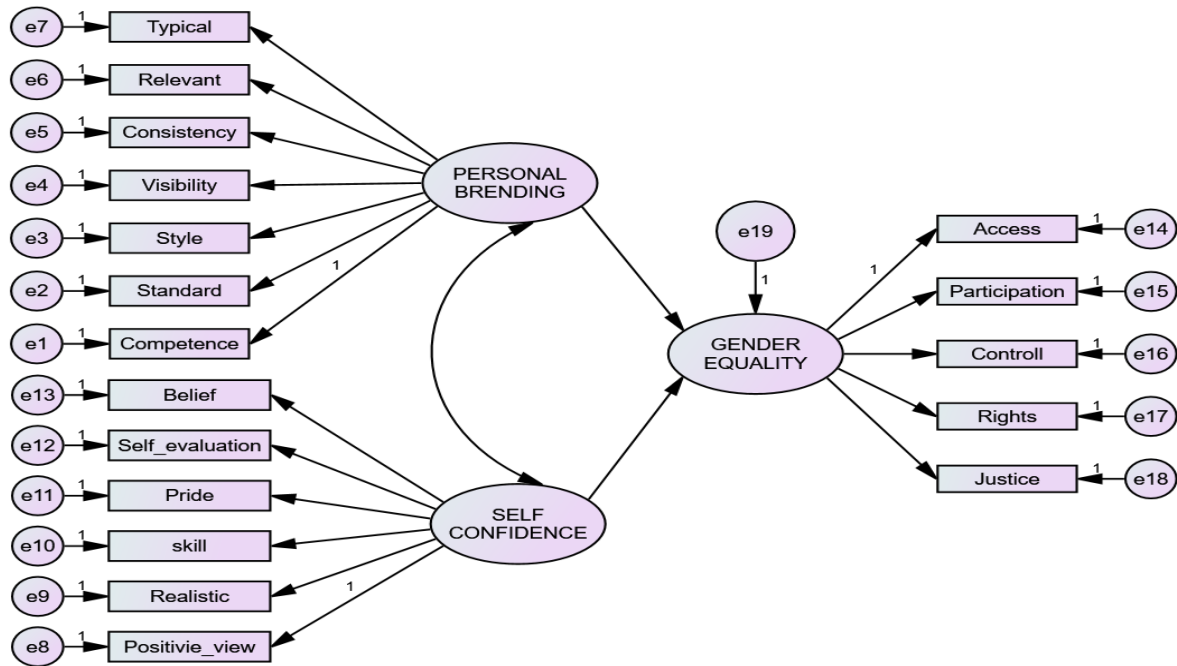 e7 1 Typical
e6 1 Relevant
e5 1 Consistency
e4 1 Visibility
e3 1 Style
e2 1 Standard
e1 1 Competence
1
PERSONAL
BRENDING
e13 1 Belief
e12 1 Self_evaluation
e11 1 Pride
e10 1 skill
e9 1 Realistic
e8 1 Positivie_view
1
SELF
CONFIDENCE
e19
1
GENDER
EQUALITY
1
Access 1 e14
Participation 1 e15
Controll 1 e16
Rights 1 e17
Justice 1 e18